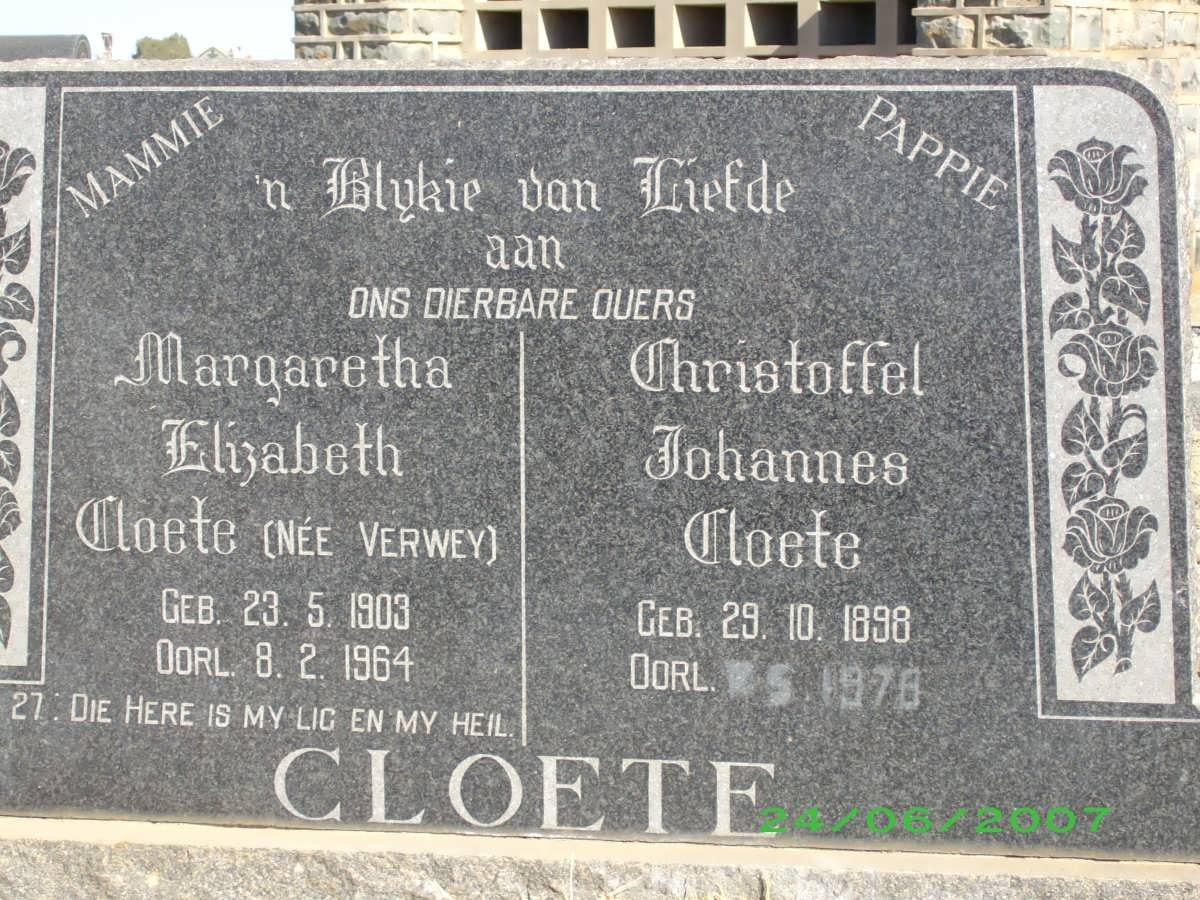 MAMMIE
PAPPIE
'n Blykie van Liefde
aan
ONS DIERBARE OUERS
Margaretha
Elizabeth
Cloete (NÉE VERWEY)
GEB. 23. 5. 1903
OORL. 8. 2. 1964
27: DIE HERE IS MY LIG EN MY HEIL.
Christoffel
Johannes
Cloete
GEB. 29. 10. 1898
OORL.
CLOETE
24/06/2007